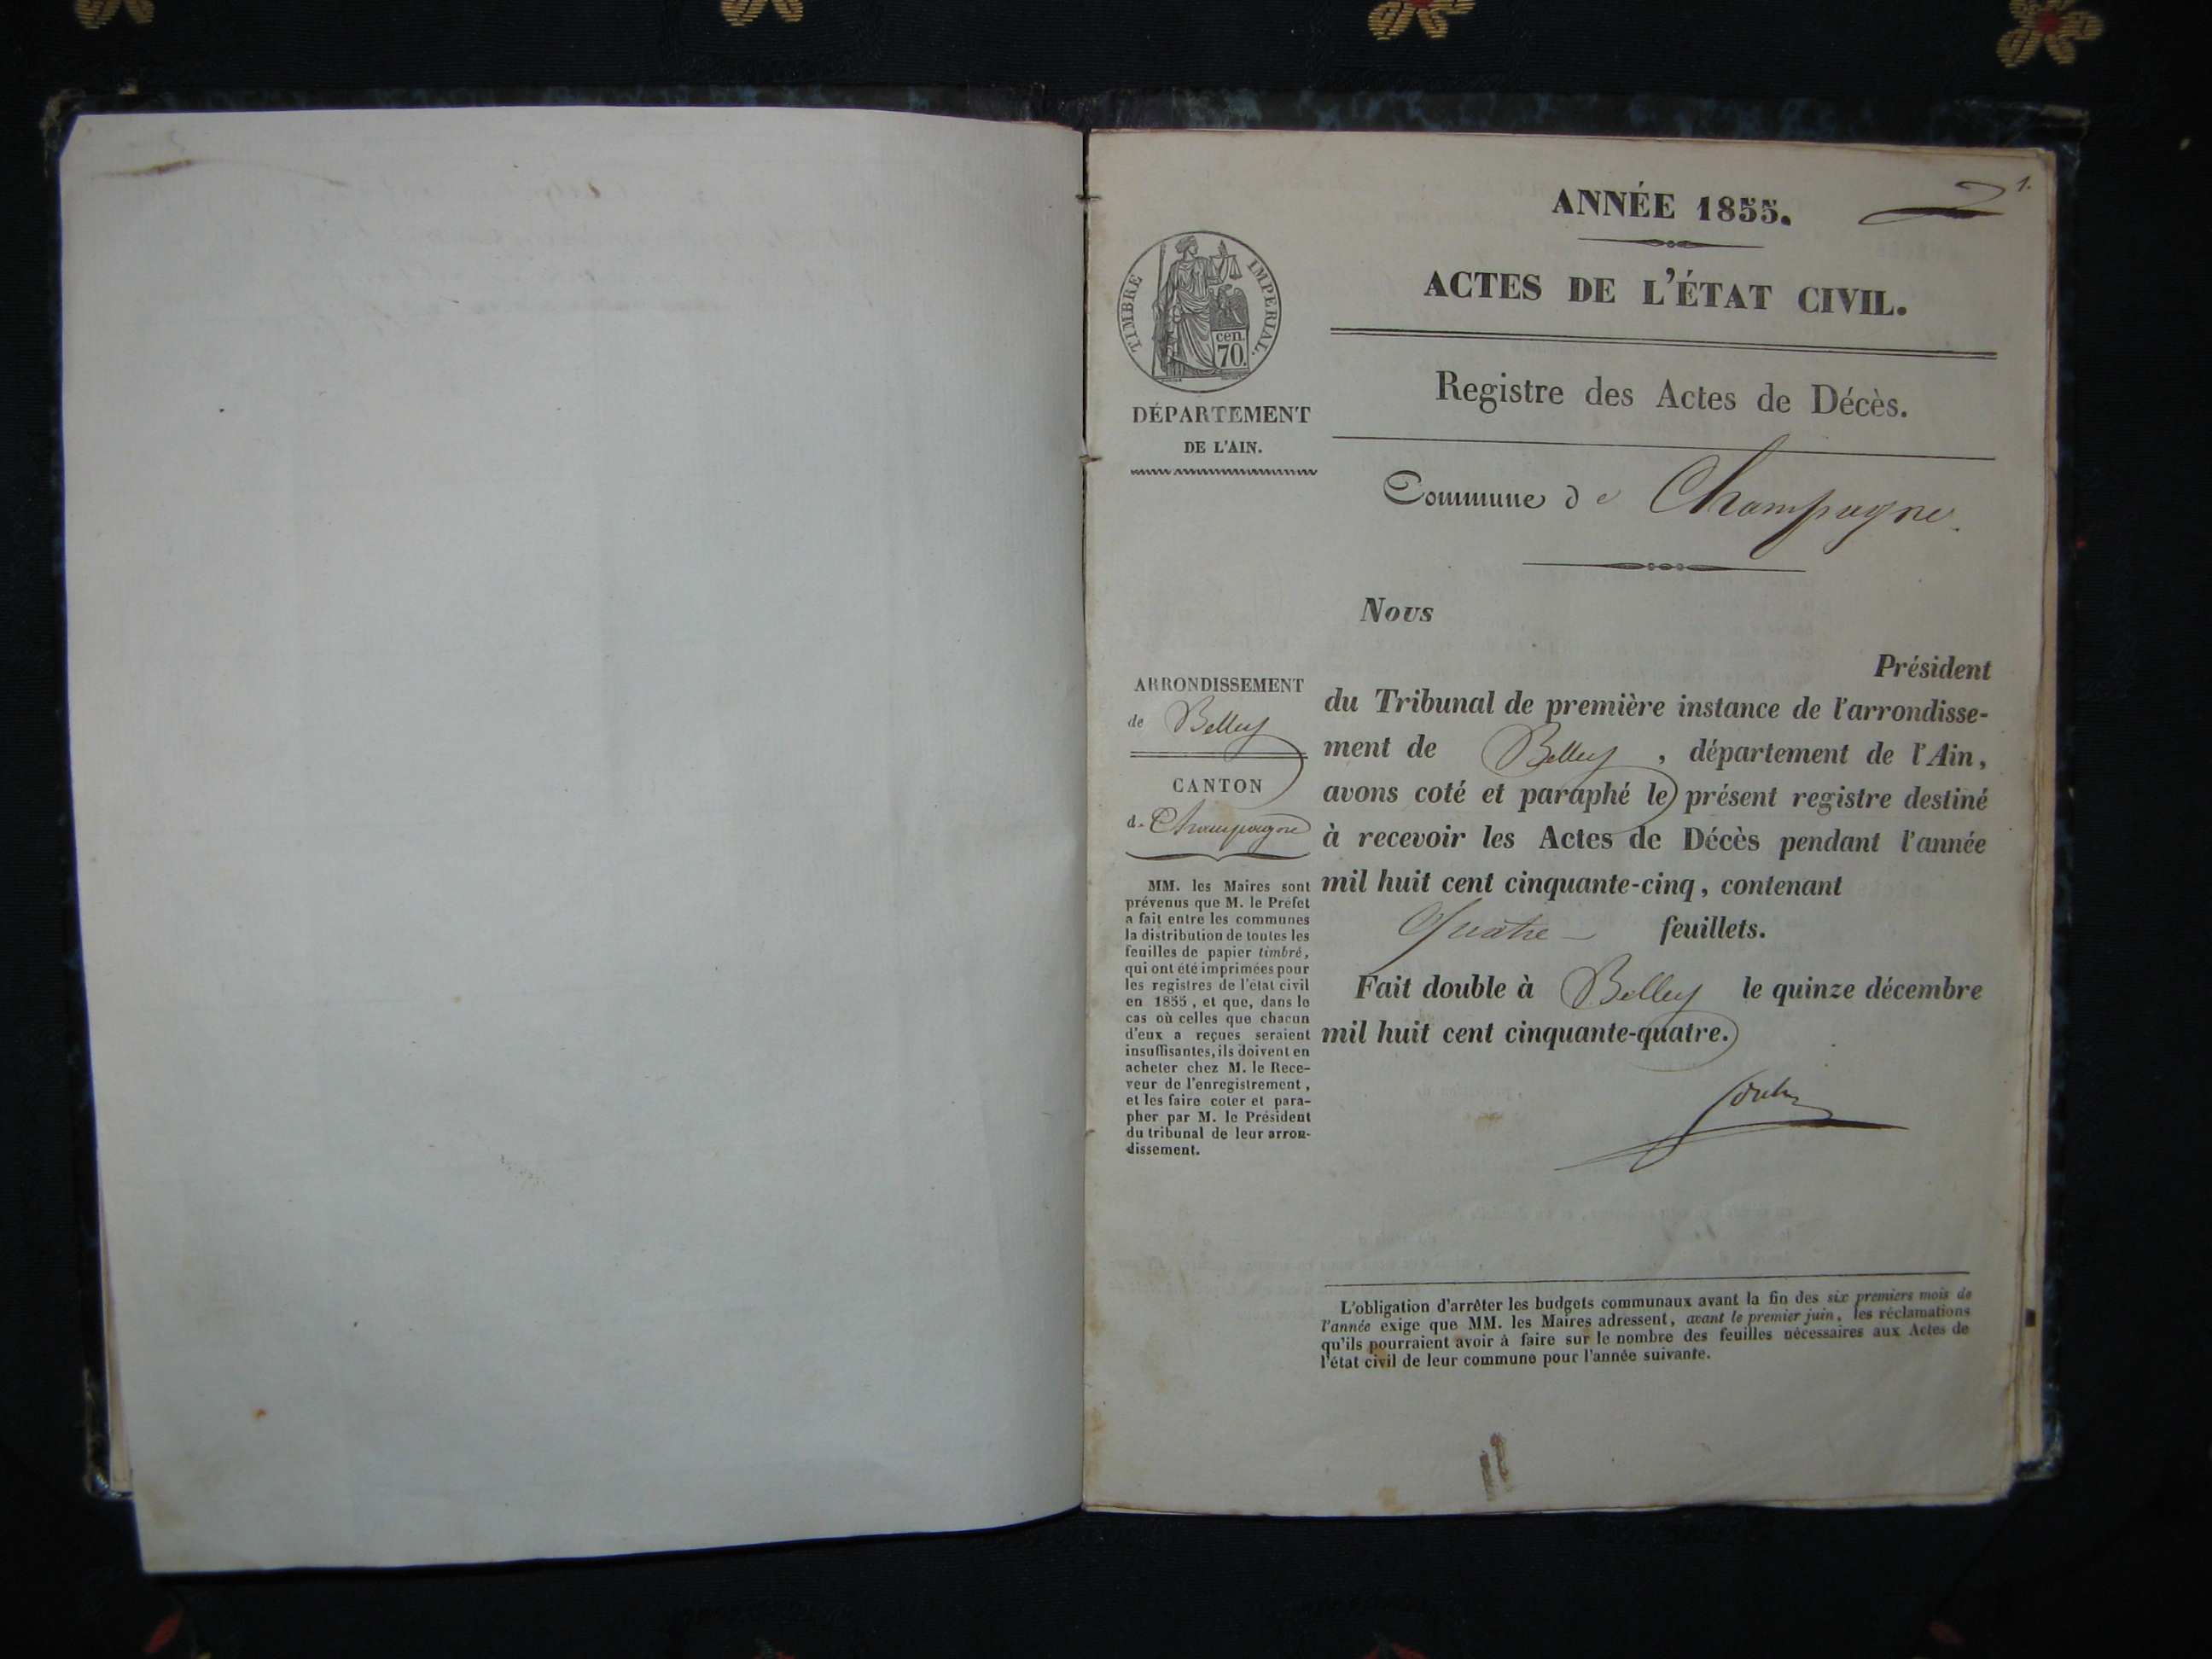 1.
ANNÉE 1855.
ACTES DE L'ÉTAT CIVIL.
TIMBRE IMPERIAL.
cen.
70.
DÉPARTEMENT
DE L'AIN.
Registre des Actes de Décès.
Commune de Champagne.
ARRONDISSEMENT
de Belley
CANTON
d. Champagne
MM. les Maires sont
prévenus que M. le Préfet
a fait entre les communes
la distribution de toutes les
feuilles de papier timbré,
qui ont été imprimées pour
les registres de l'état civil
en 1855, et que, dans le
cas où celles que chacun
d'eux a reçues seraient
insuffisantes, ils doivent en
acheter chez M. le Rece-
veur de l'enregistrement,
et les faire coter et para-
pher par M. le Président
du tribunal de leur arron-
dissement.
Nous
Président
du Tribunal de première instance de l'arrondisse-
ment de Belley, département de l'Ain,
avons coté et paraphé le présent registre destiné
à recevoir les Actes de Décès pendant l'année
mil huit cent cinquante-cinq, contenant
Quatre feuillets.
Fait double à Belley le quinze décembre
mil huit cent cinquante-quatre.
L'obligation d'arrêter les budgets communaux avant la fin des six premiers mois de
l'année exige que MM. les Maires adressent, avant le premier juin, les réclamations
qu'ils pourraient avoir à faire sur le nombre des feuilles nécessaires aux Actes de
l'état civil de leur commune pour l'année suivante.